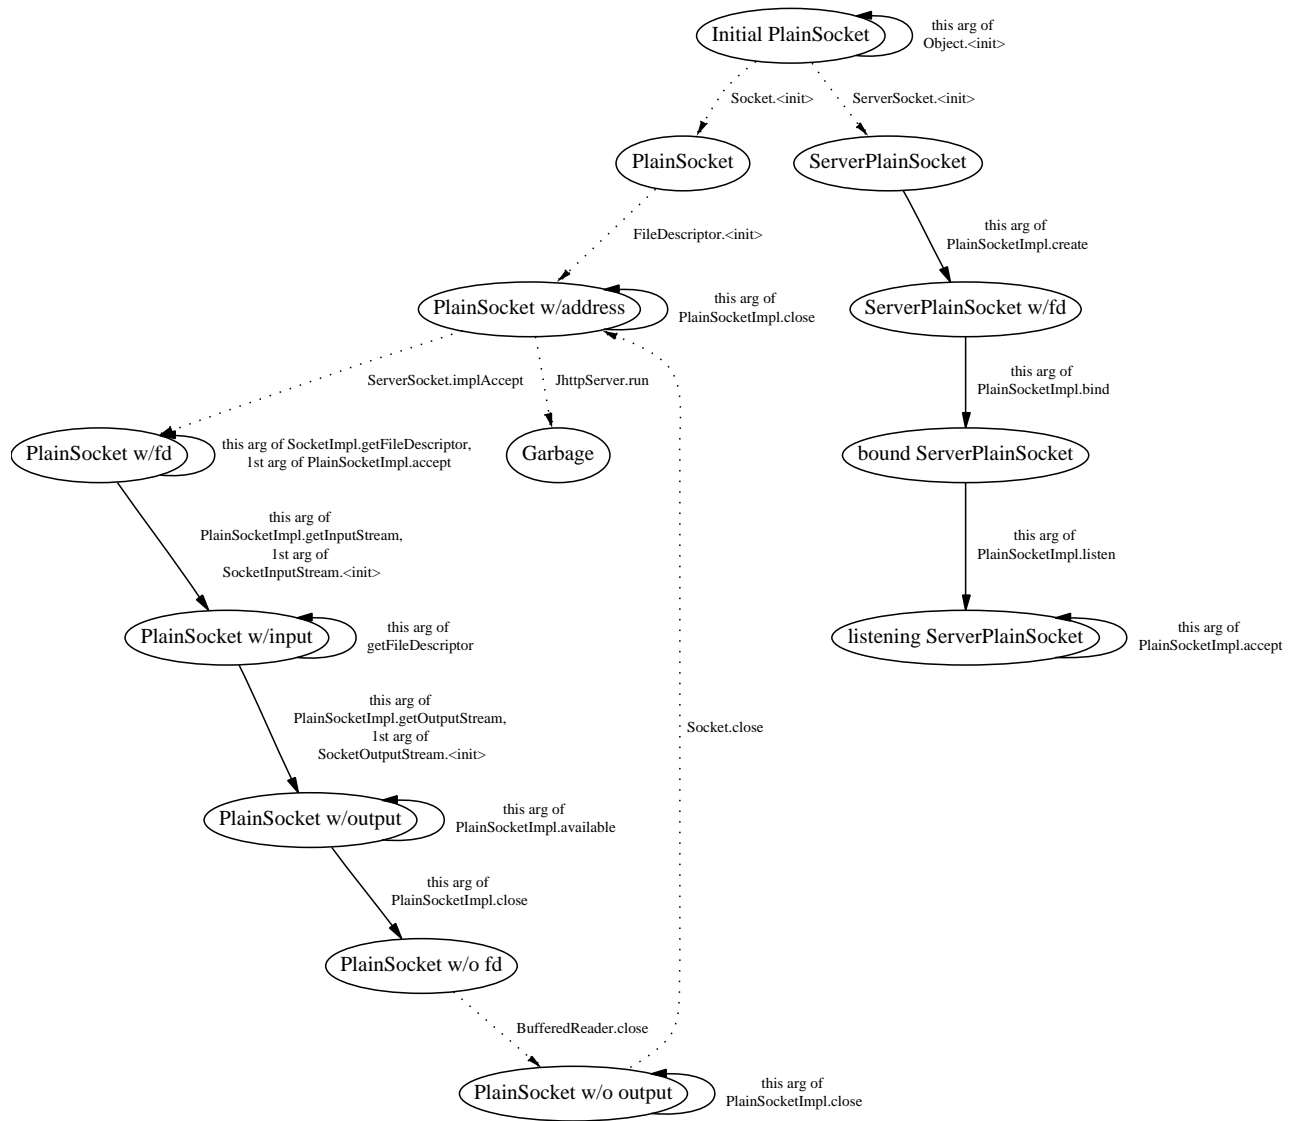 Initial PlainSocket
this arg of
Object.<init>
Socket.<init>
ServerSocket.<init>
PlainSocket
ServerPlainSocket
FileDescriptor.<init>
this arg of
PlainSocketImpl.create
PlainSocket w/address
this arg of
PlainSocketImpl.close
ServerPlainSocket w/fd
ServerSocket.implAccept
JhttpServer.run
this arg of
PlainSocketImpl.bind
PlainSocket w/fd
this arg of SocketImpl.getFileDescriptor,
1st arg of PlainSocketImpl.accept
Garbage
bound ServerPlainSocket
this arg of
PlainSocketImpl.getInputStream,
1st arg of
SocketInputStream.<init>
this arg of
PlainSocketImpl.listen
PlainSocket w/input
this arg of
getFileDescriptor
listening ServerPlainSocket
this arg of
PlainSocketImpl.accept
this arg of
PlainSocketImpl.getOutputStream,
1st arg of
SocketOutputStream.<init>
Socket.close
PlainSocket w/output
this arg of
PlainSocketImpl.available
this arg of
PlainSocketImpl.close
PlainSocket w/o fd
BufferedReader.close
PlainSocket w/o output
this arg of
PlainSocketImpl.close